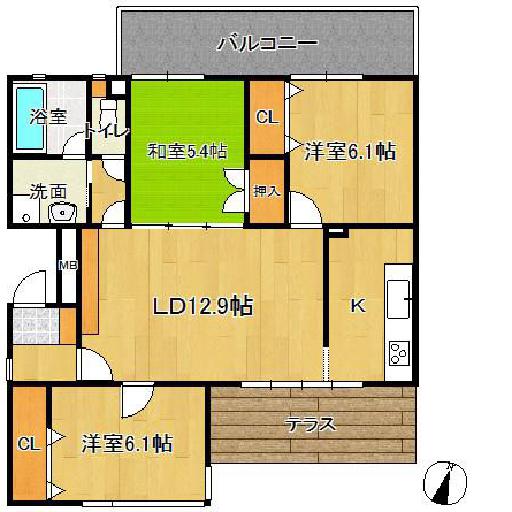 バルコニー
浴室
トイレ
和室5.4帖
CL
洋室6.1帖
洗面
押入
MB
LD12.9帖
K
CL
洋室6.1帖
テラス